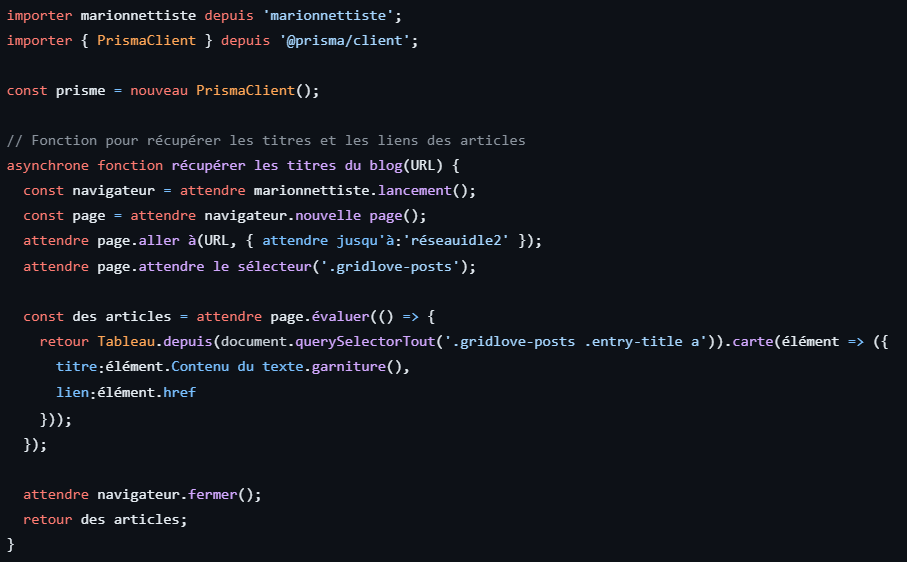 importer marionnettiste depuis 'marionnettiste';
importer { PrismaClient } depuis '@prisma/client';
const prisme = nouveau PrismaClient();
// Fonction pour récupérer les titres et les liens des articles
asynchrone fonction récupérer les titres du blog(URL) {
const navigateur = attendre marionnettiste.lancement();
const page = attendre navigateur.nouvelle page();
attendre page.aller à(URL, { attendre jusqu'à:'réseauidle2' });
attendre page.attendre le sélecteur('.gridlove-posts');
const des articles = attendre page.évaluer(() => {
retour Tableau.depuis(document.querySelectorTout('.gridlove-posts .entry-title a')).carte(élément => ({
titre:élément.Contenu du texte.garniture(),
lien:élément.href
}));
});
attendre navigateur.fermer();
retour des articles;
}